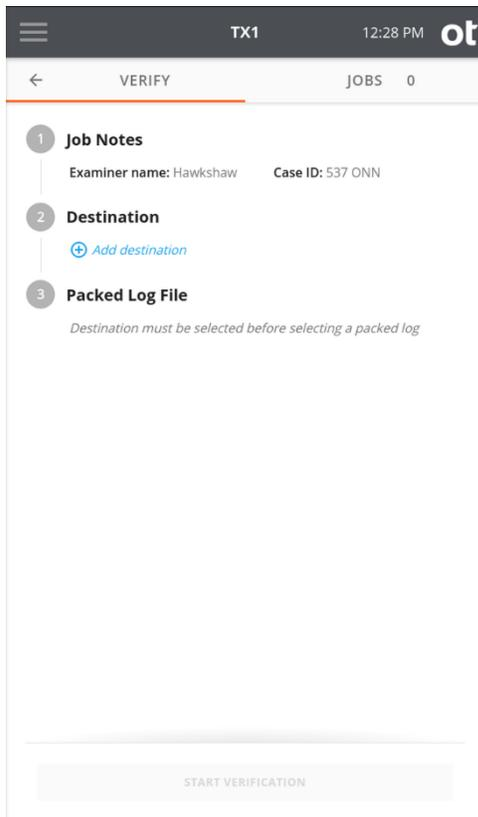 TX1 12:28 PM ot
VERIFY JOBS 0
1 Job Notes
Examiner name: Hawkshaw Case ID: 537 ONN
2 Destination
Add destination
3 Packed Log File
Destination must be selected before selecting a packed log
START VERIFICATION